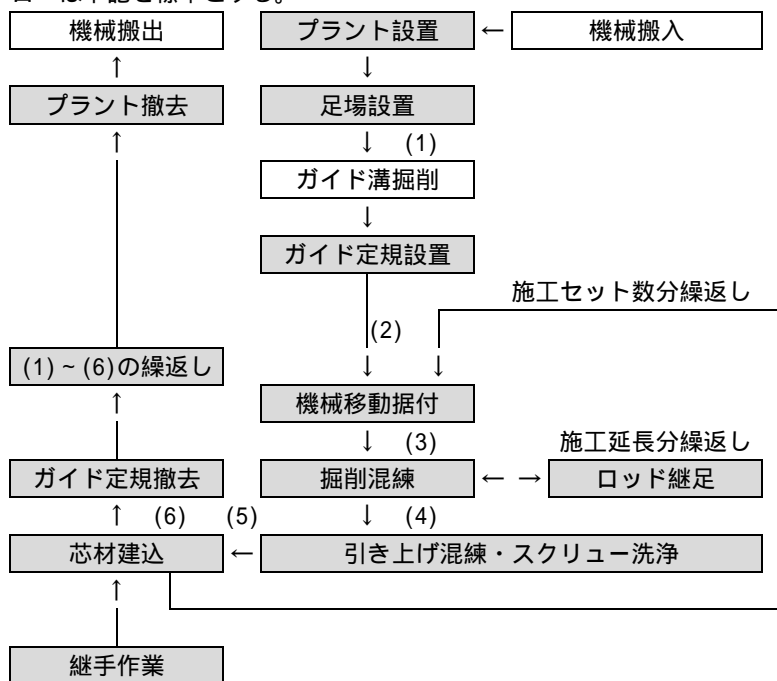 機械搬出 プラント設置 ← 機械搬入
↑ ↓
プラント撤去 足場設置
↑ ↓ (1)
ガイド溝掘削
↓
ガイド定規設置
施工セット数分繰返し
(2)
(1)~(6)の繰返し ↓ ↓
↑ 機械移動据付
↓ (3) 施工延長分繰返し
ガイド定規撤去 掘削混練 ← → ロッド継足
↑ (6) (5) ↓ (4)
芯材建込 ← 引き上げ混練・スクリュー洗浄
↑
継手作業